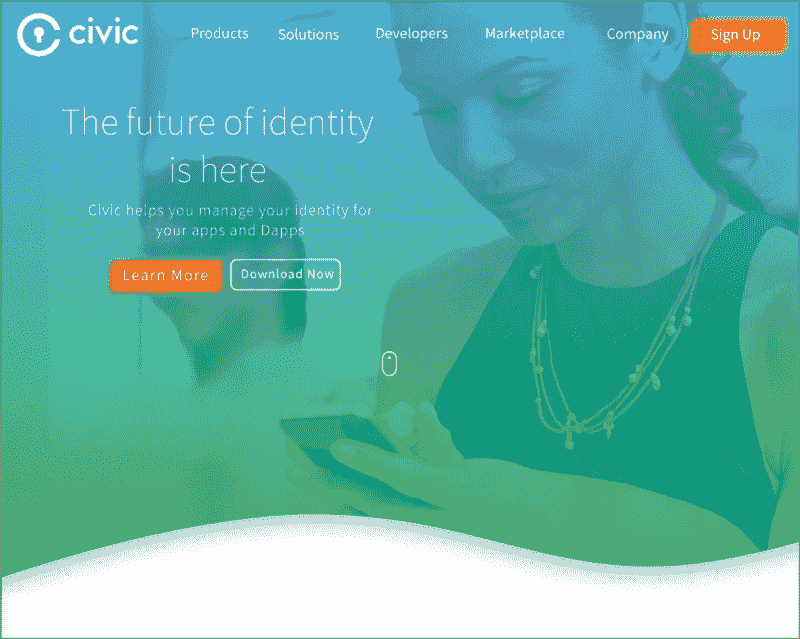 civic
Products Solutions Developers Marketplace Company Sign Up
The future of identity
is here
Civic helps you manage your identity for
your apps and Dapps
Learn More Download Now